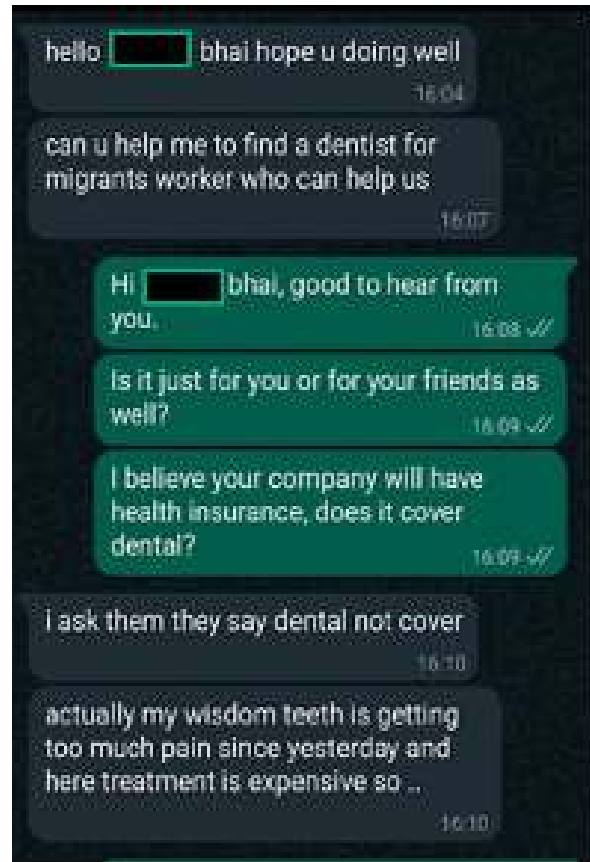 hello bhai hope u doing well
16:04
can u help me to find a dentist for
migrants worker who can help us
16:07
Hi bhai, good to hear from
you.
16:08
Is it just for you or for your friends as
well?
16:09
I believe your company will have
health insurance, does it cover
dental?
16:09
i ask them they say dental not cover
16:10
actually my wisdom teeth is getting
too much pain since yesterday and
here treatment is expensive so ..
16:10